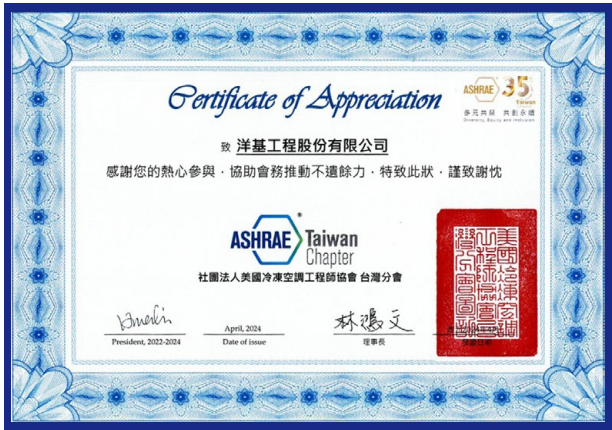 Certificate of Appreciation
ASHRAE 35
Taiwan
多元共融 共創永續
Diversity, Equity and Inclusion
致 洋基工程股份有限公司
感謝您的熱心參與，協助會務推動不遺餘力，特致此狀，謹致謝忱
ASHRAE Taiwan Chapter
社團法人美國冷凍空調工程師協會 台灣分會
April, 2024
林鴻文
President, 2022-2024
Date of issue
理事長